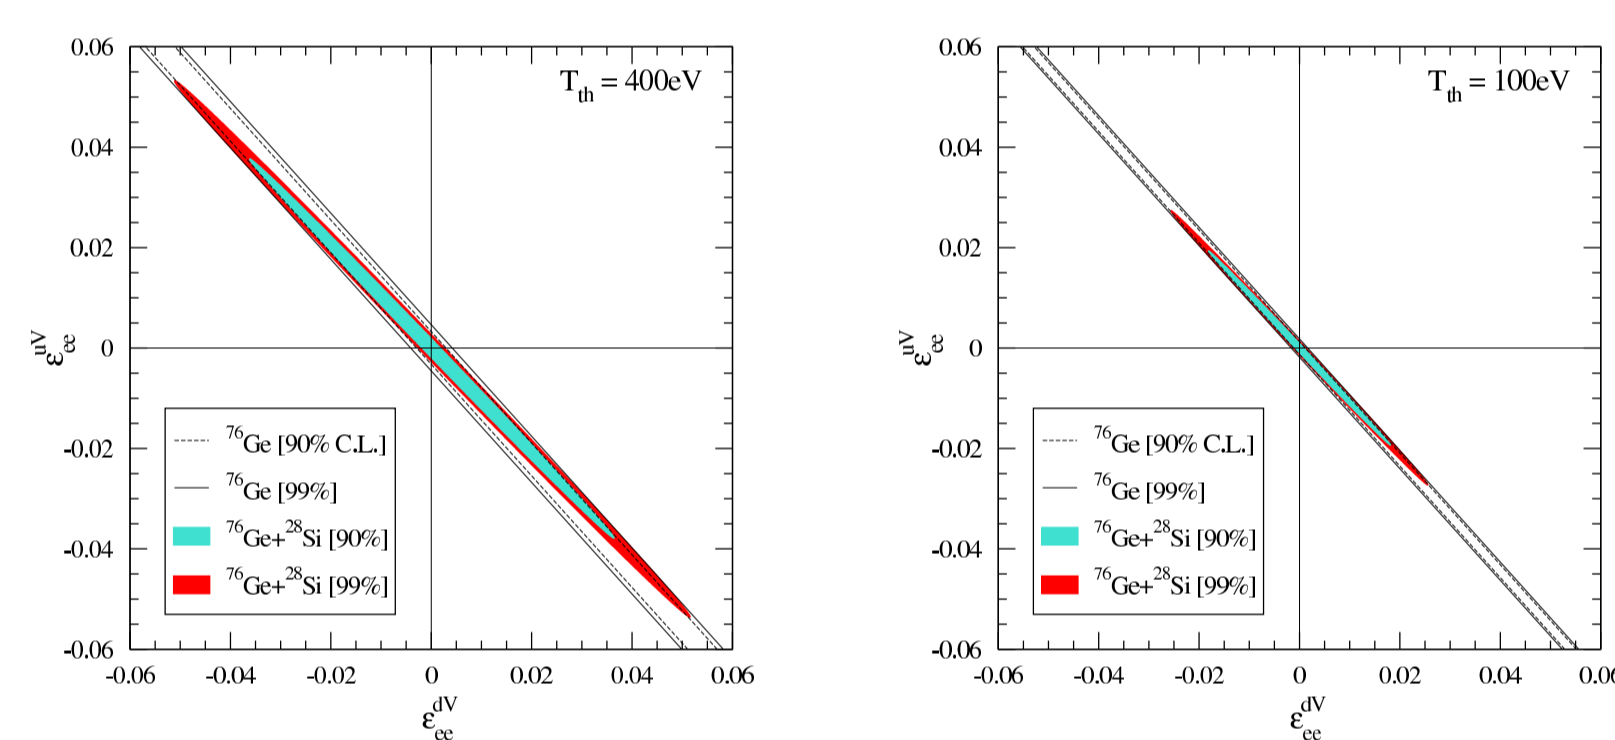 T_th = 400eV
0.06
0.04
0.02
0
-0.02
-0.04
-0.06
ε_ee^uV
76Ge [90% C.L.]
76Ge [99%]
76Ge+28Si [90%]
76Ge+28Si [99%]
-0.06 -0.04 -0.02 0 0.02 0.04 0.06
ε_ee^dV
T_th = 100eV
0.06
0.04
0.02
0
-0.02
-0.04
-0.06
ε_ee^uV
76Ge [90% C.L.]
76Ge [99%]
76Ge+28Si [90%]
76Ge+28Si [99%]
-0.06 -0.04 -0.02 0 0.02 0.04
ε_ee^dV